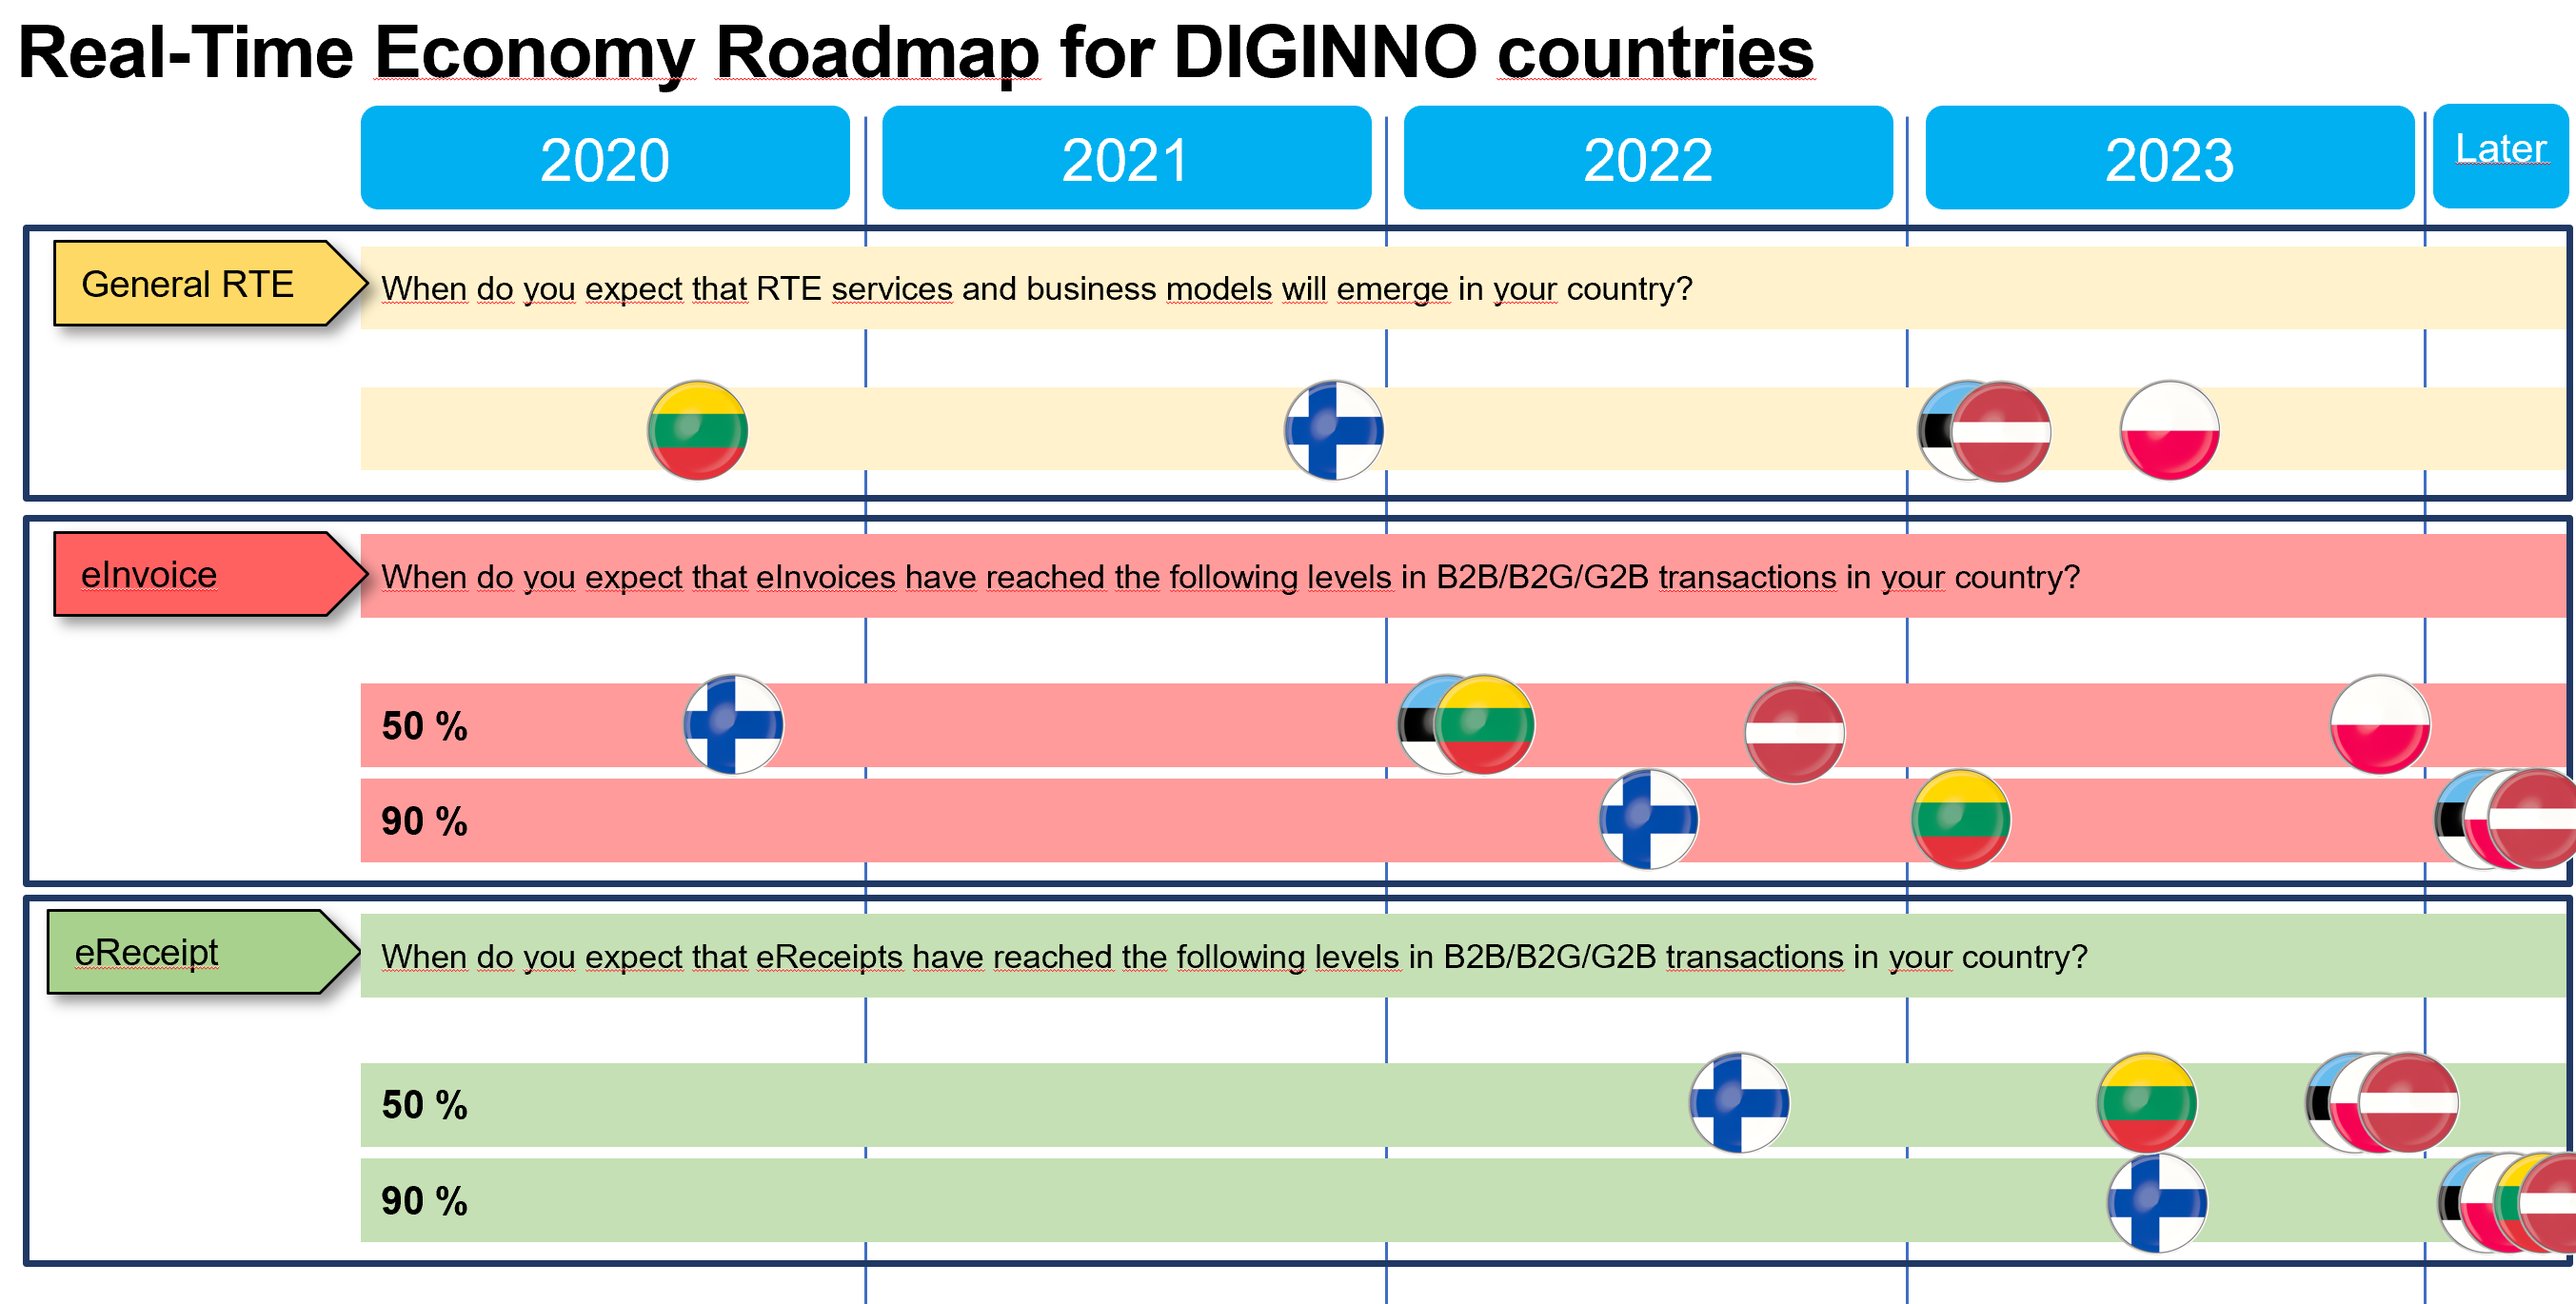 Real-Time Economy Roadmap for DIGINNO countries
2020 2021 2022 2023 Later
General RTE
When do you expect that RTE services and business models will emerge in your country?
eInvoice
When do you expect that eInvoices have reached the following levels in B2B/B2G/G2B transactions in your country?
50 %
90 %
eReceipt
When do you expect that eReceipts have reached the following levels in B2B/B2G/G2B transactions in your country?
50 %
90 %